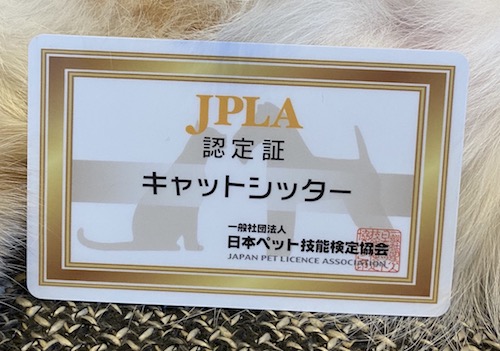 JPLA
認定証
キャットシッター
一般社団法人
日本ペット技能検定協会
JAPAN PET LICENCE ASSOCIATION